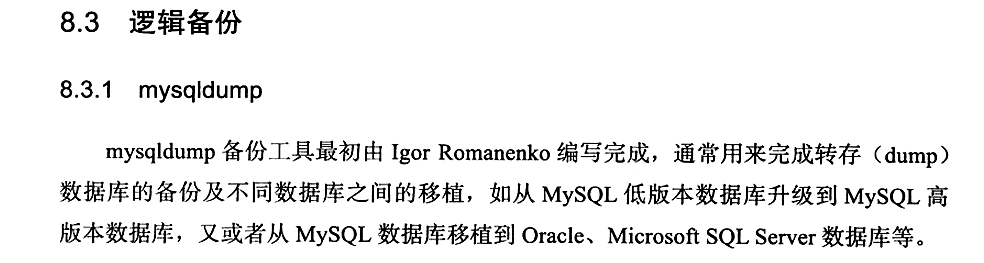 8.3 逻辑备份
8.3.1 mysqldump
mysqldump 备份工具最初由 Igor Romanenko 编写完成，通常用来完成转存（dump）
数据库的备份及不同数据库之间的移植，如从 MySQL 低版本数据库升级到 MySQL 高
版本数据库，又或者从 MySQL 数据库移植到 Oracle、Microsoft SQL Server 数据库等。